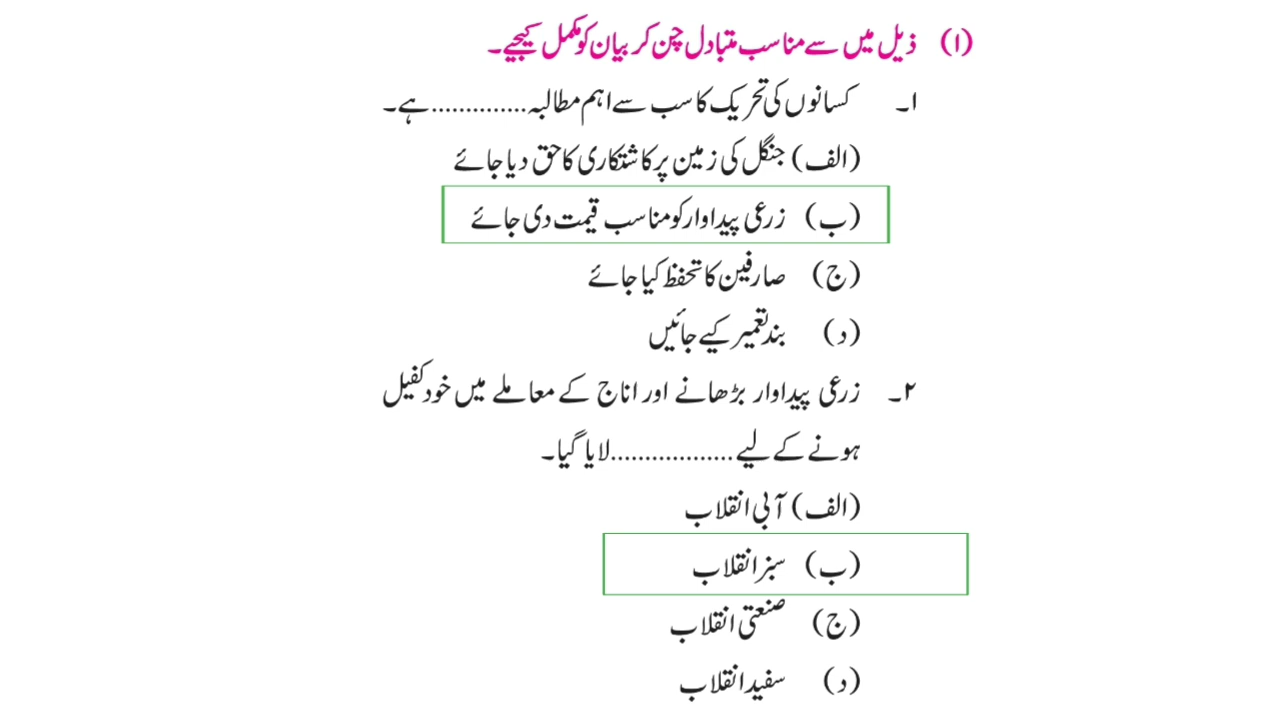 (۱) ذیل میں سے مناسب متبادل چن کر بیان کو مکمل کیجیے۔
۱۔ کسانوں کی تحریک کا سب سے اہم مطالبہ..............ہے۔
(الف) جنگل کی زمین پر کاشتکاری کا حق دیا جائے
(ب) زرعی پیداوار کو مناسب قیمت دی جائے
(ج) صارفین کا تحفظ کیا جائے
(د) بند تعمیر کیے جائیں
۲۔ زرعی پیداوار بڑھانے اور اناج کے معاملے میں خود کفیل
ہونے کے لیے..................لایا گیا۔
(الف) آبی انقلاب
(ب) سبز انقلاب
(ج) صنعتی انقلاب
(د) سفید انقلاب